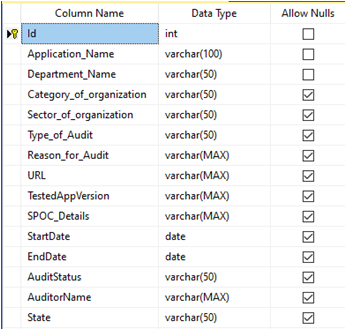 Column Name Data Type Allow Nulls
Id int
Application_Name varchar(100)
Department_Name varchar(50)
Category_of_organization varchar(50)
Sector_of_organization varchar(50)
Type_of_Audit varchar(50)
Reason_for_Audit varchar(MAX)
URL varchar(MAX)
TestedAppVersion varchar(MAX)
SPOC_Details varchar(MAX)
StartDate date
EndDate date
AuditStatus varchar(50)
AuditorName varchar(MAX)
State varchar(50)